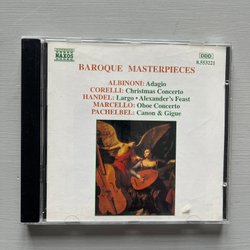 NAXOS
DDD
8.553221
BAROQUE MASTERPIECES
ALBINONI: Adagio
CORELLI: Christmas Concerto
HANDEL: Largo • Alexander's Feast
MARCELLO: Oboe Concerto
PACHELBEL: Canon & Gigue